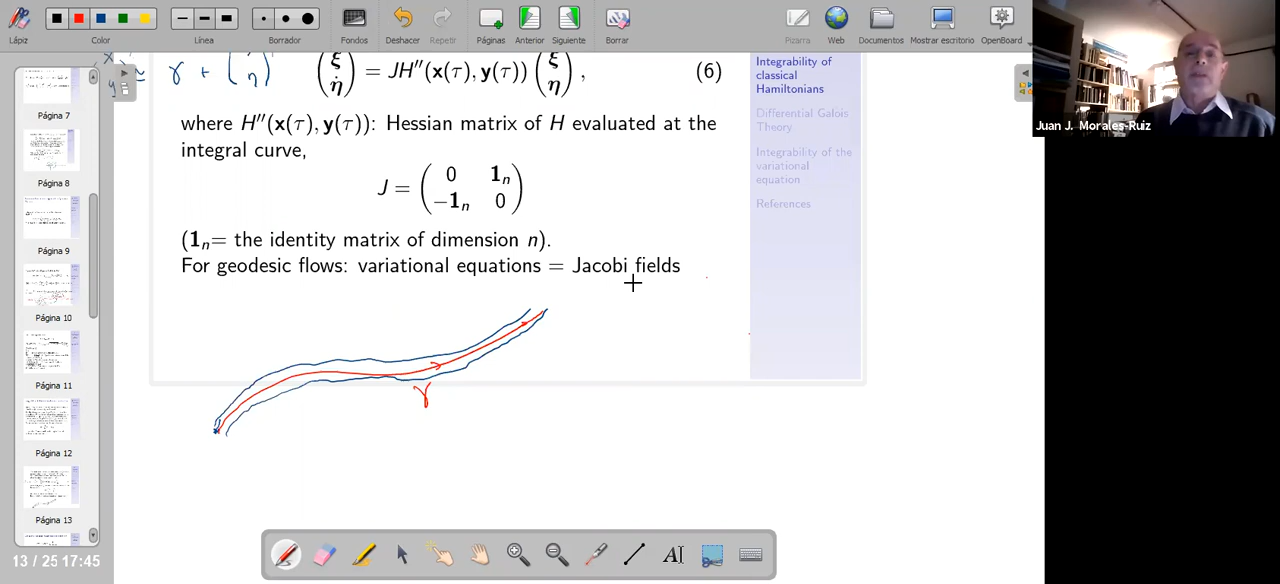 Lápiz
Color
Línea
Borrador
Fondos
Deshacer
Repetir
Páginas
Anterior
Siguiente
Borrar
Pizarra
Web
Documentos
Mostrar escritorio
OpenBoard
Página 7
Página 8
Página 9
Página 10
Página 11
Página 12
Página 13
13 / 25 17:45
γ + ( η )
(ξ̇ η̇) = JH″(x(τ), y(τ)) (ξ η) , (6)
where H″(x(τ), y(τ)): Hessian matrix of H evaluated at the
integral curve,
J = ( 0 1n
−1n 0 )
(1n= the identity matrix of dimension n).
For geodesic flows: variational equations = Jacobi fields
γ
Integrability of
classical
Hamiltonians
Differential Galois
Theory
Integrability of the
variational
equation
References
Juan J. Morales-Ruiz